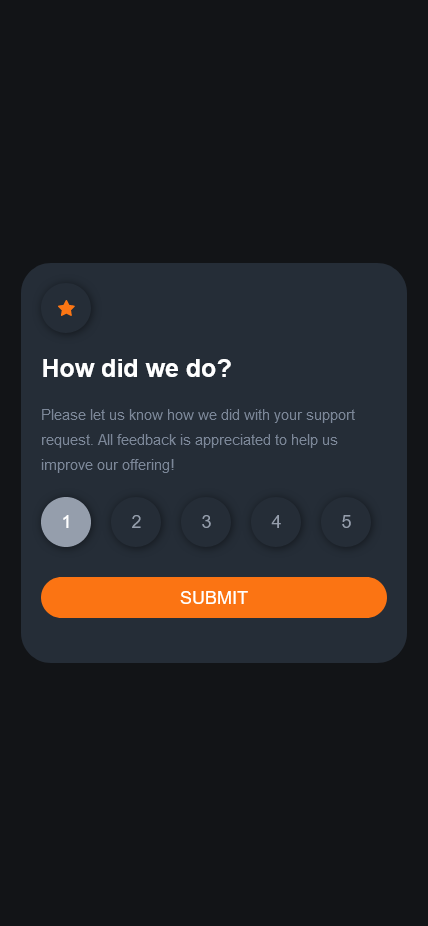 How did we do?
Please let us know how we did with your support
request. All feedback is appreciated to help us
improve our offering!
1 2 3 4 5
SUBMIT